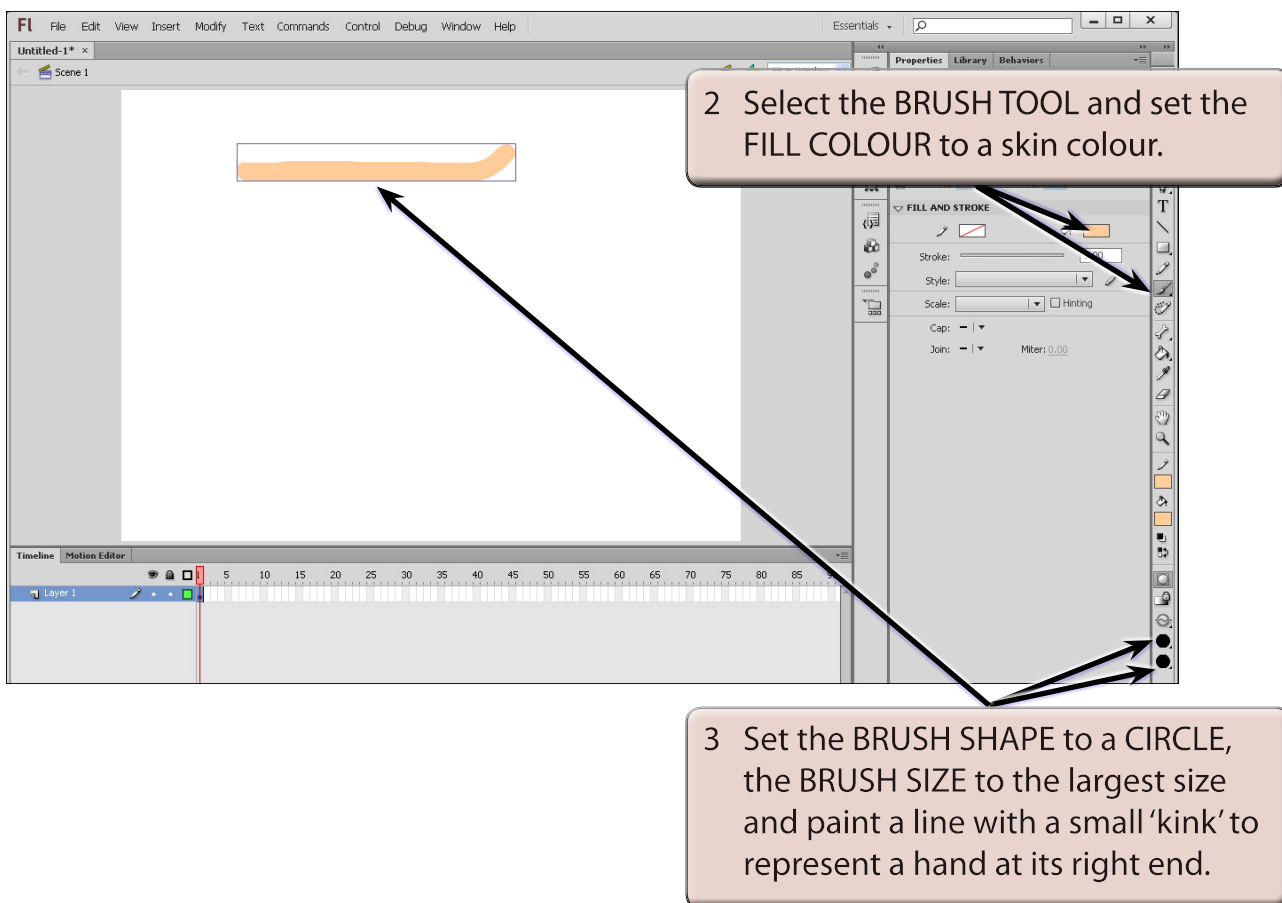 Fl File Edit View Insert Modify Text Commands Control Debug Window Help Essentials
Untitled-1* ×
Scene 1
Properties Library Behaviors
2 Select the BRUSH TOOL and set the
FILL COLOUR to a skin colour.
FILL AND STROKE
Stroke:
Style:
Scale: Hinting
Cap:
Join: Miter: 0.00
T
Timeline Motion Editor
5 10 15 20 25 30 35 40 45 50 55 60 65 70 75 80 85
Layer 1
3 Set the BRUSH SHAPE to a CIRCLE,
the BRUSH SIZE to the largest size
and paint a line with a small ‘kink’ to
represent a hand at its right end.